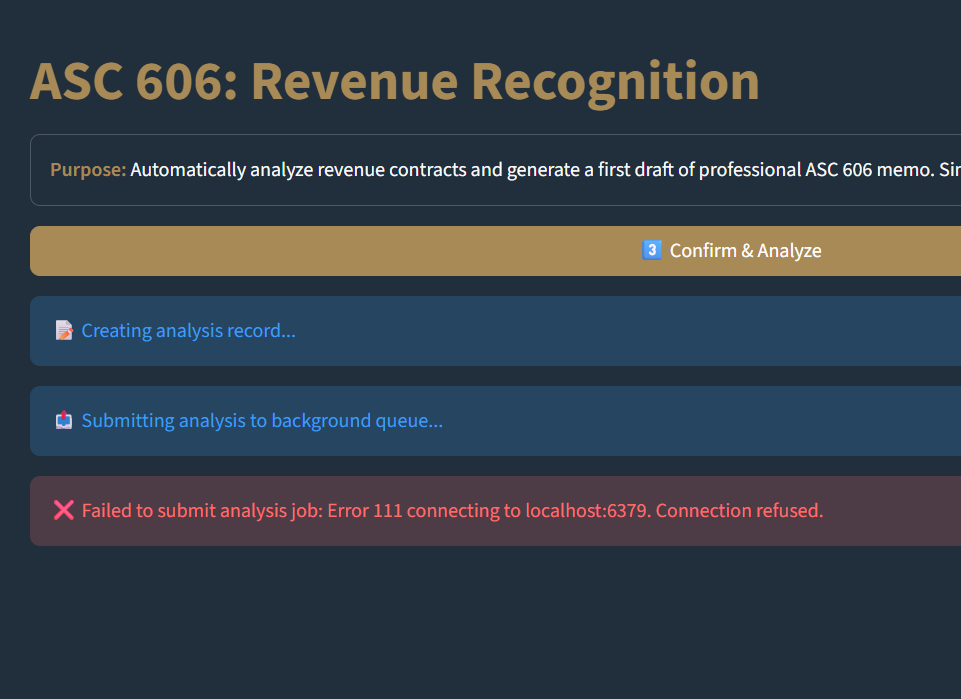 ASC 606: Revenue Recognition
Purpose: Automatically analyze revenue contracts and generate a first draft of professional ASC 606 memo.
3 Confirm & Analyze
Creating analysis record...
Submitting analysis to background queue...
Failed to submit analysis job: Error 111 connecting to localhost:6379. Connection refused.